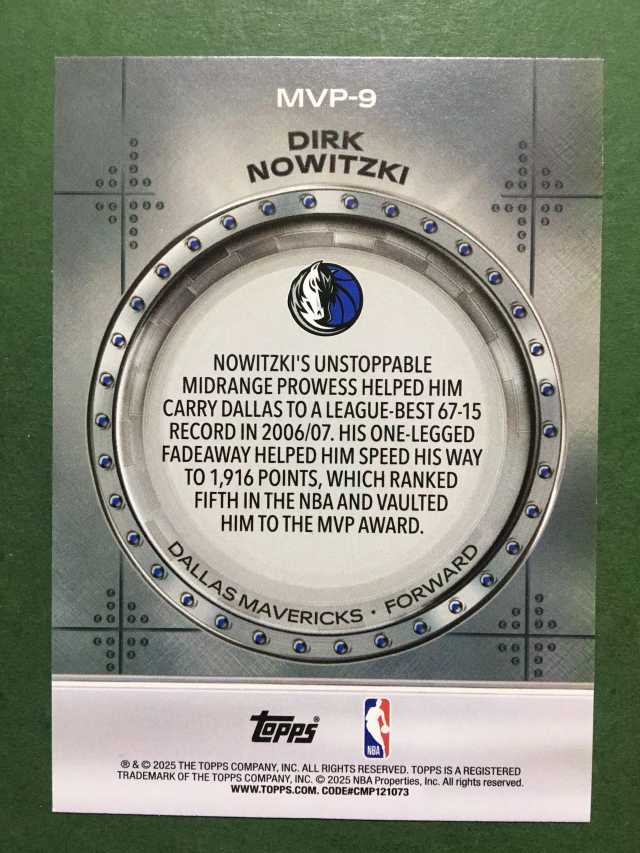 MVP-9
DIRK
NOWITZKI
NOWITZKI'S UNSTOPPABLE
MIDRANGE PROWESS HELPED HIM
CARRY DALLAS TO A LEAGUE-BEST 67-15
RECORD IN 2006/07. HIS ONE-LEGGED
FADEAWAY HELPED HIM SPEED HIS WAY
TO 1,916 POINTS, WHICH RANKED
FIFTH IN THE NBA AND VAULTED
HIM TO THE MVP AWARD.
DALLAS MAVERICKS • FORWARD
topps®
NBA
® & © 2025 THE TOPPS COMPANY, INC. ALL RIGHTS RESERVED. TOPPS IS A REGISTERED
TRADEMARK OF THE TOPPS COMPANY, INC. © 2025 NBA Properties, Inc. All rights reserved.
WWW.TOPPS.COM. CODE#CMP121073